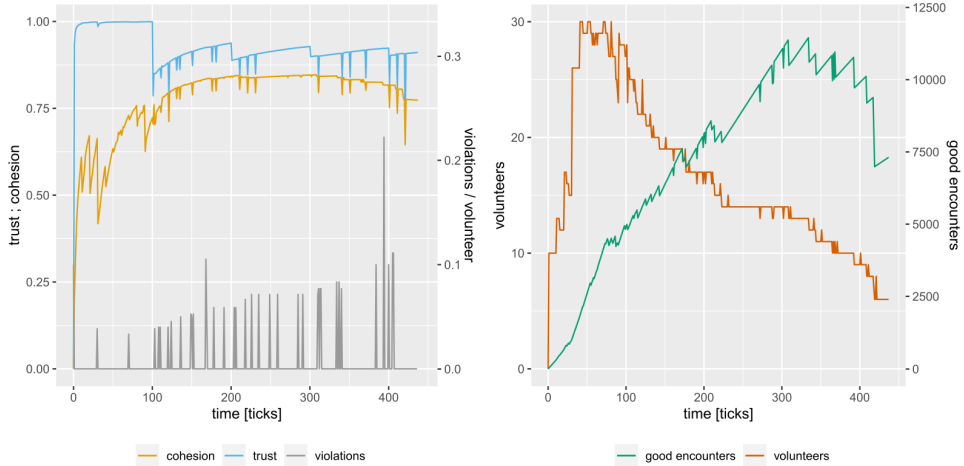 1.00
0.75
0.50
0.25
0.00
trust ; cohesion
0.3
0.2
0.1
0.0
violations / volunteer
0
100
200
300
400
time [ticks]
cohesion
trust
violations
30
20
10
0
volunteers
12500
10000
7500
5000
2500
0
good encounters
0
100
200
300
400
time [ticks]
good encounters
volunteers